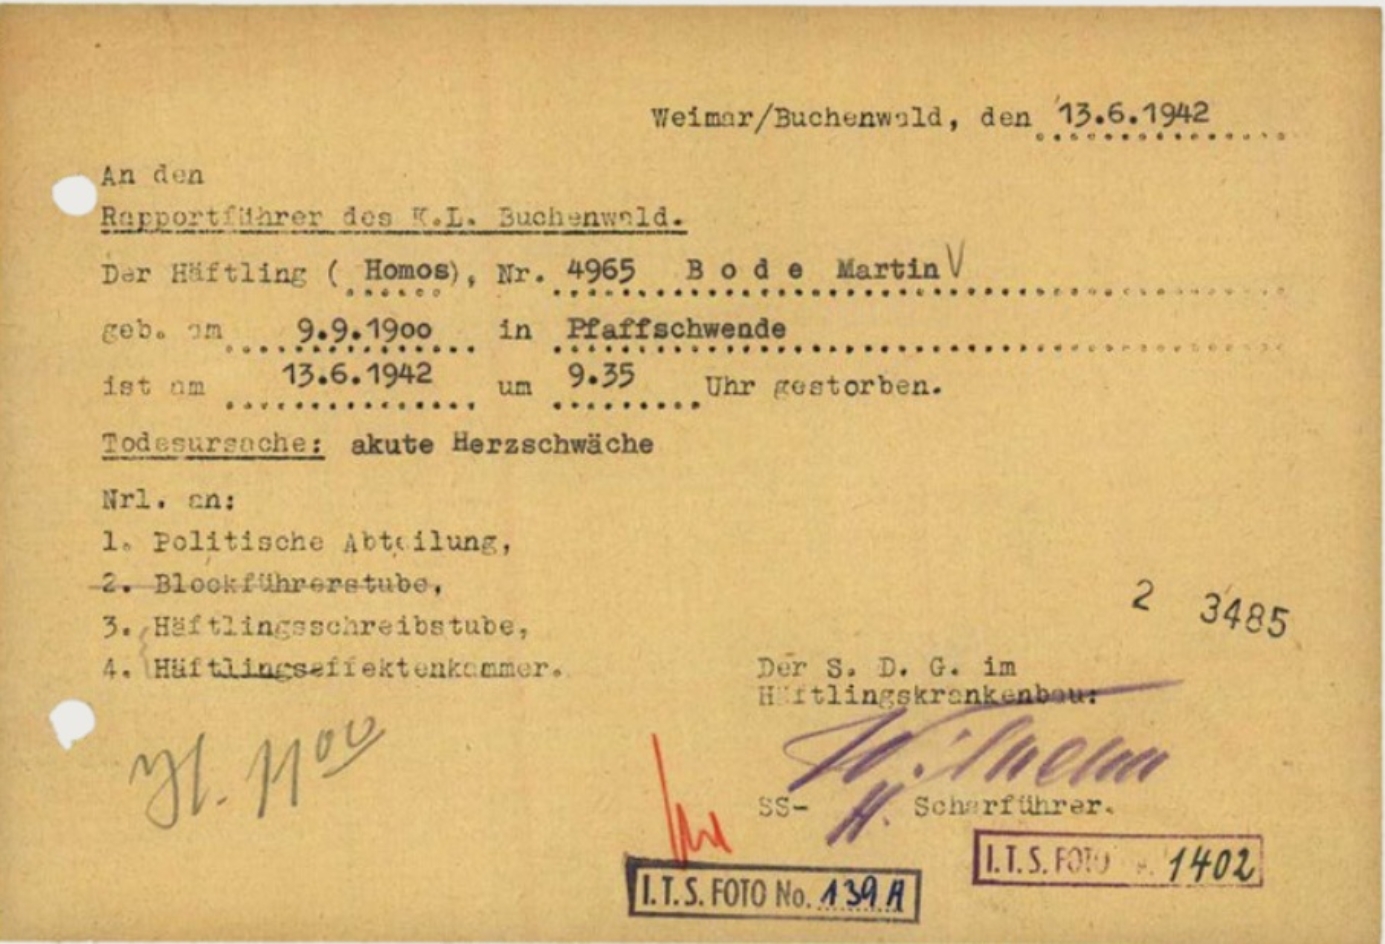 Weimar/Buchenwald, den 13.6.1942
An den
Rapportführer des K.L. Buchenwald.
Der Häftling ( Homos), Nr. 4965 B o d e Martin
geb. am 9.9.19oo in Pfaffschwende
ist am 13.6.1942 um 9.35 Uhr gestorben.
Todesursache: akute Herzschwäche
Nrl. an:
1. Politische Abteilung,
2. Blockführerstube,
3. Häftlingsschreibstube,
4. Häftlingseffektenkammer.
2 3485
Der S. D. G. im
Häftlingskrankenbau:
Wilhelm
SS- H. Scharführer.
I.T.S. FOTO No. 139 A
I.T.S. FOTO 1402